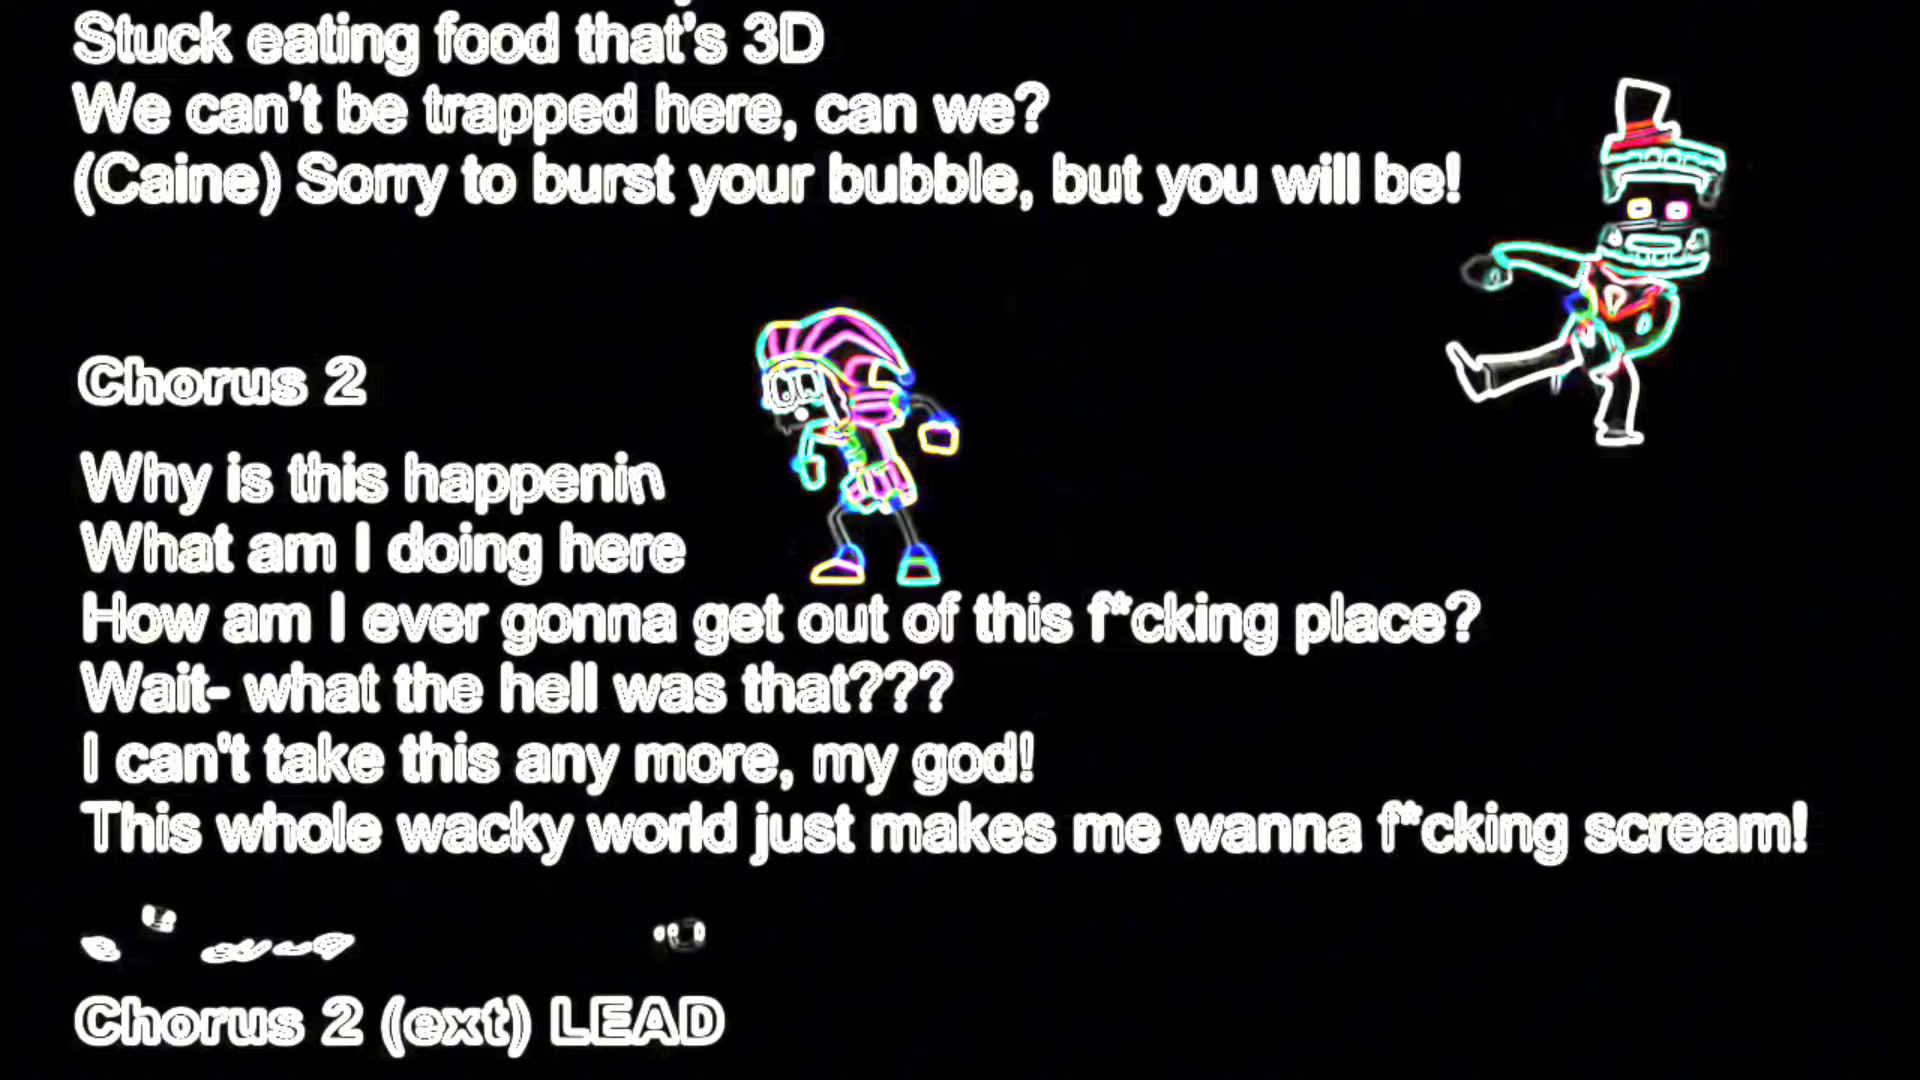 Stuck eating food that's 3D
We can't be trapped here, can we?
(Caine) Sorry to burst your bubble, but you will be!
Chorus 2
Why is this happenin
What am I doing here
How am I ever gonna get out of this f*cking place?
Wait- what the hell was that???
I can't take this any more, my god!
This whole wacky world just makes me wanna f*cking scream!
Chorus 2 (ext) LEAD